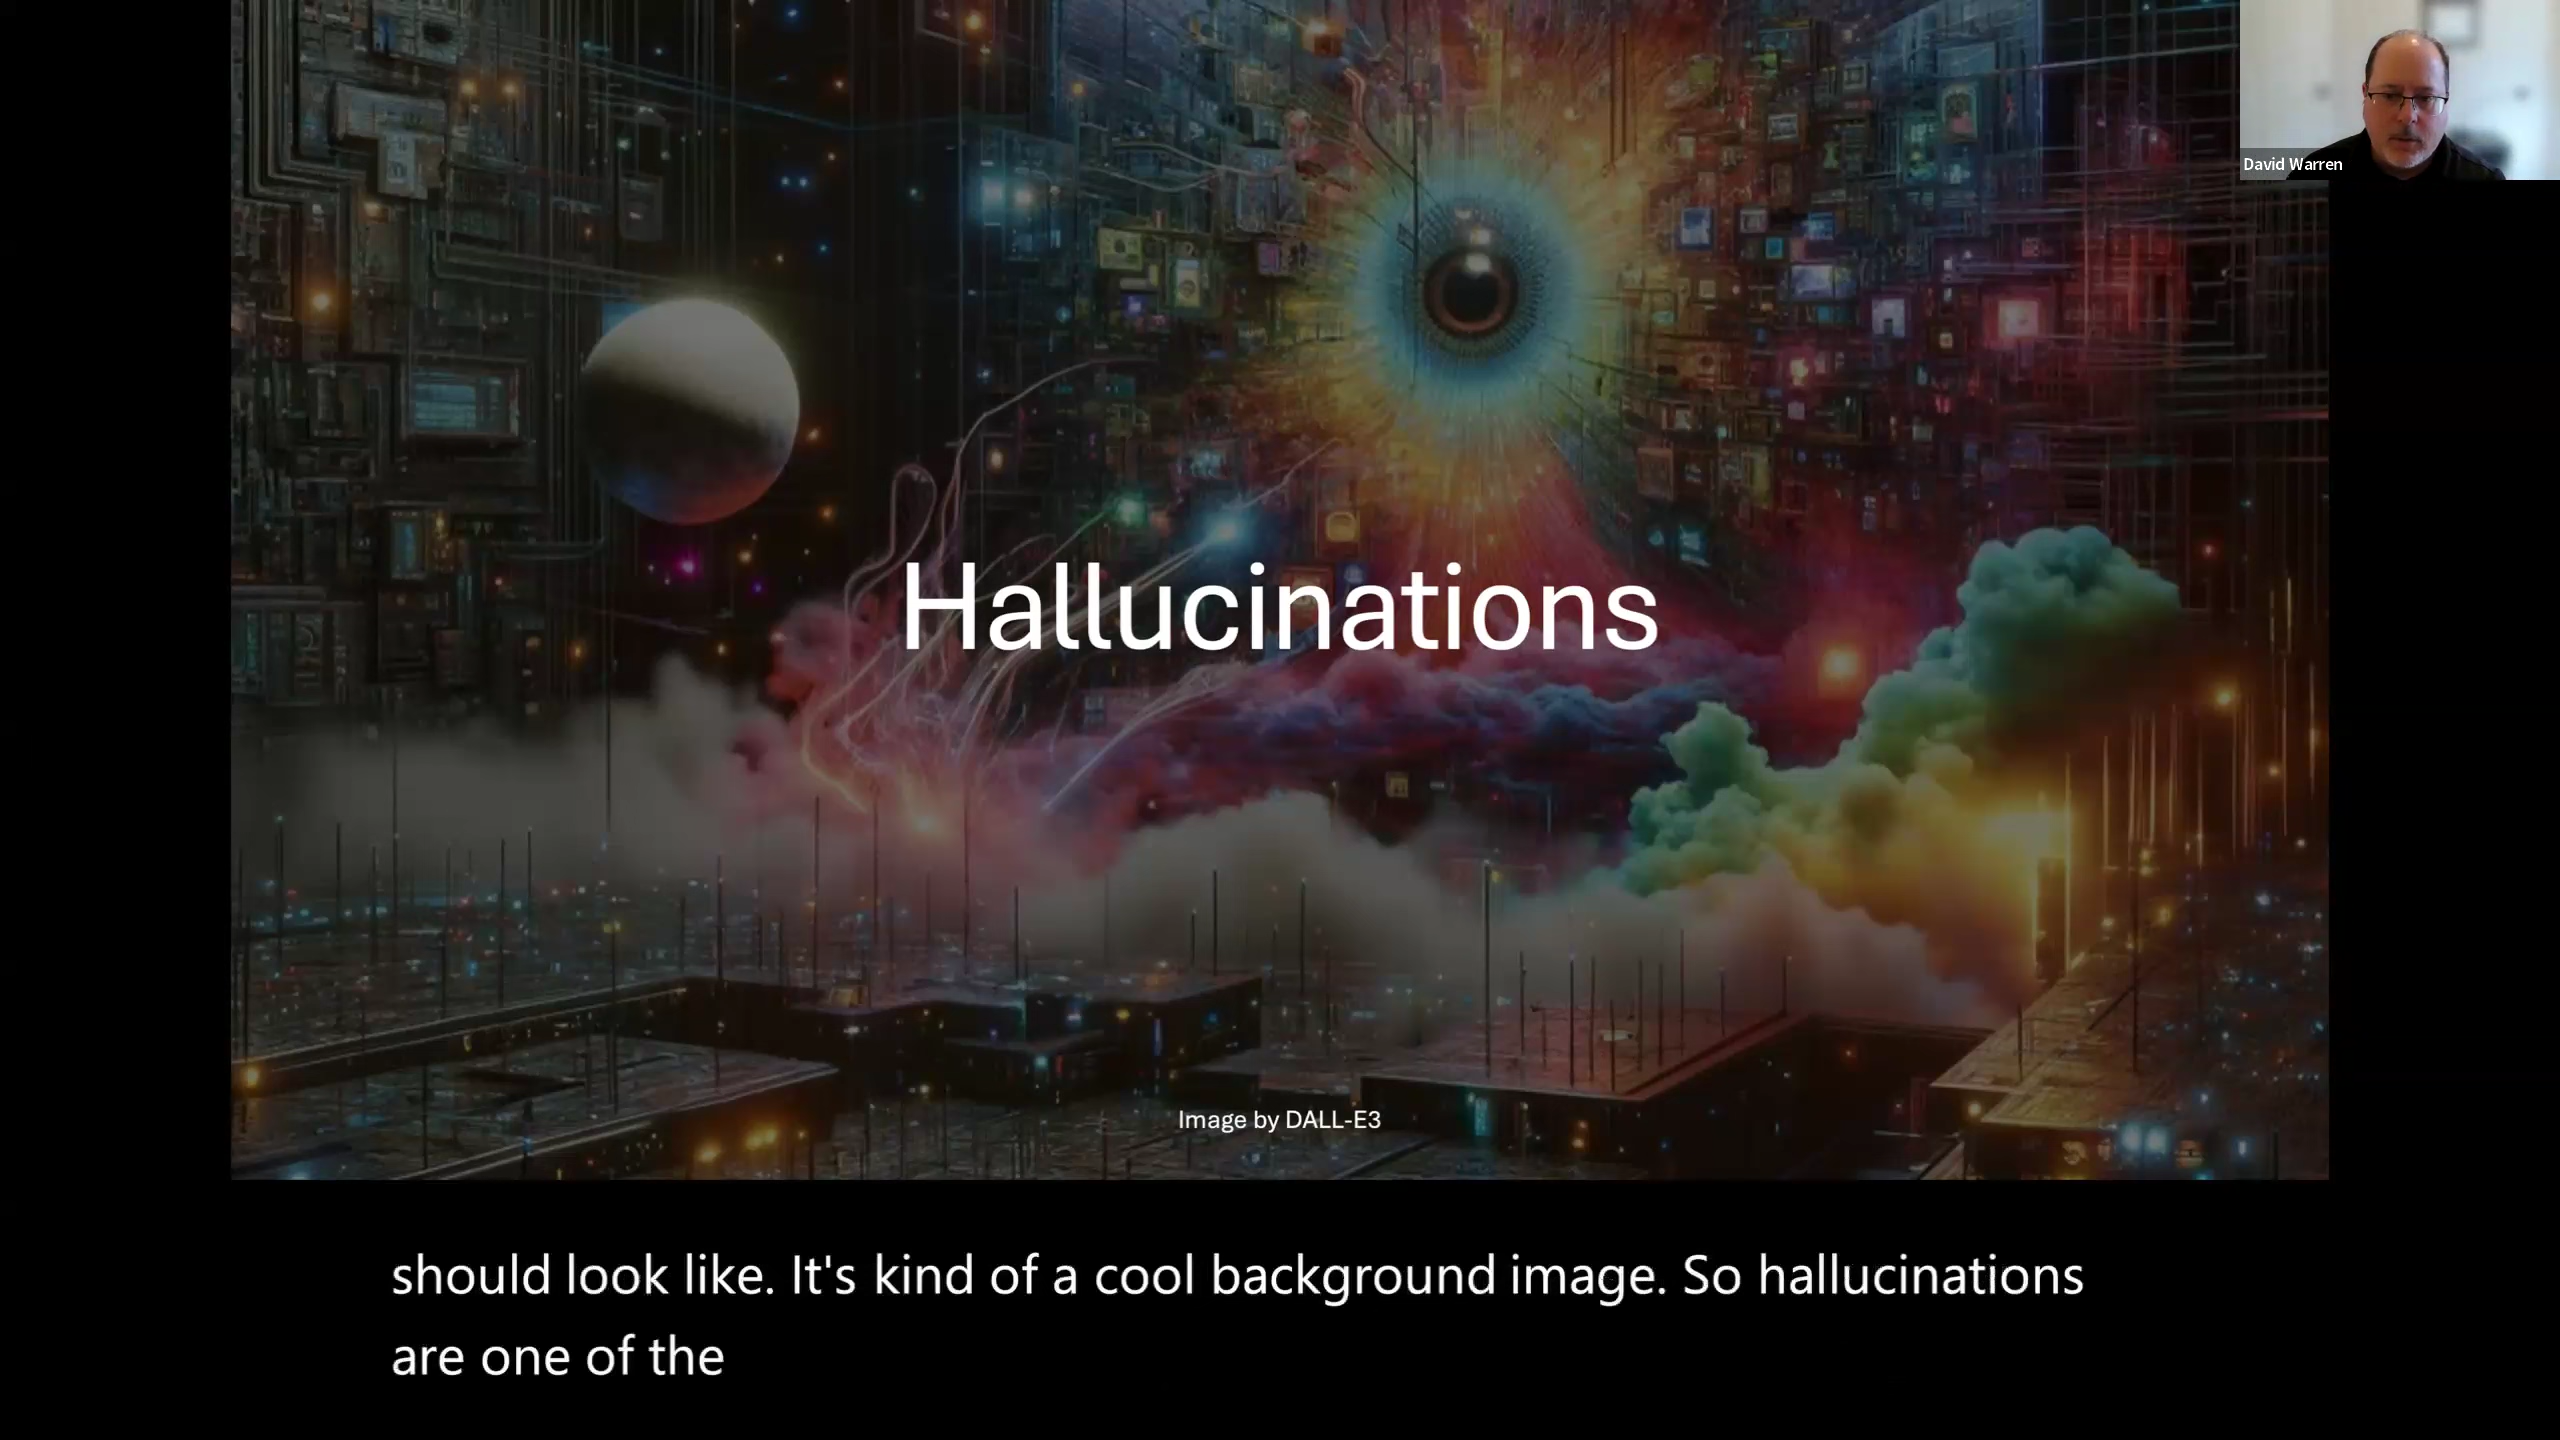 David Warren
Hallucinations
Image by DALL-E3
should look like. It's kind of a cool background image. So hallucinations
are one of the